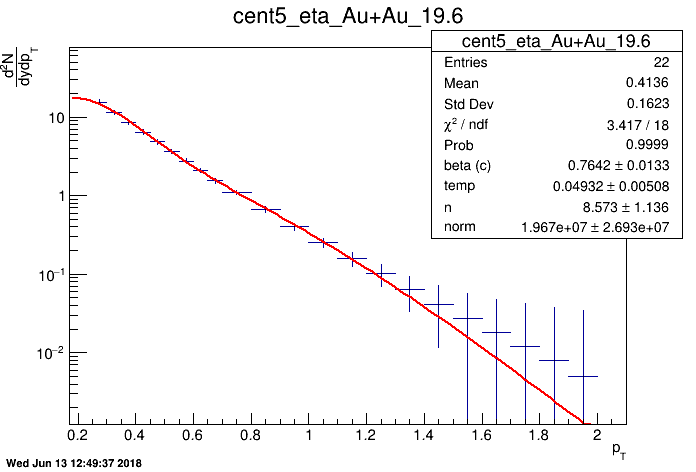 cent5_eta_Au+Au_19.6
cent5_eta_Au+Au_19.6
Entries 22
Mean 0.4136
Std Dev 0.1623
χ² / ndf 3.417 / 18
Prob 0.9999
beta (c) 0.7642 ± 0.0133
temp 0.04932 ± 0.00508
n 8.573 ± 1.136
norm 1.967e+07 ± 2.693e+07
d²N
dydp_T
10
1
10⁻¹
10⁻²
0.2 0.4 0.6 0.8 1 1.2 1.4 1.6 1.8 2
p_T
Wed Jun 13 12:49:37 2018